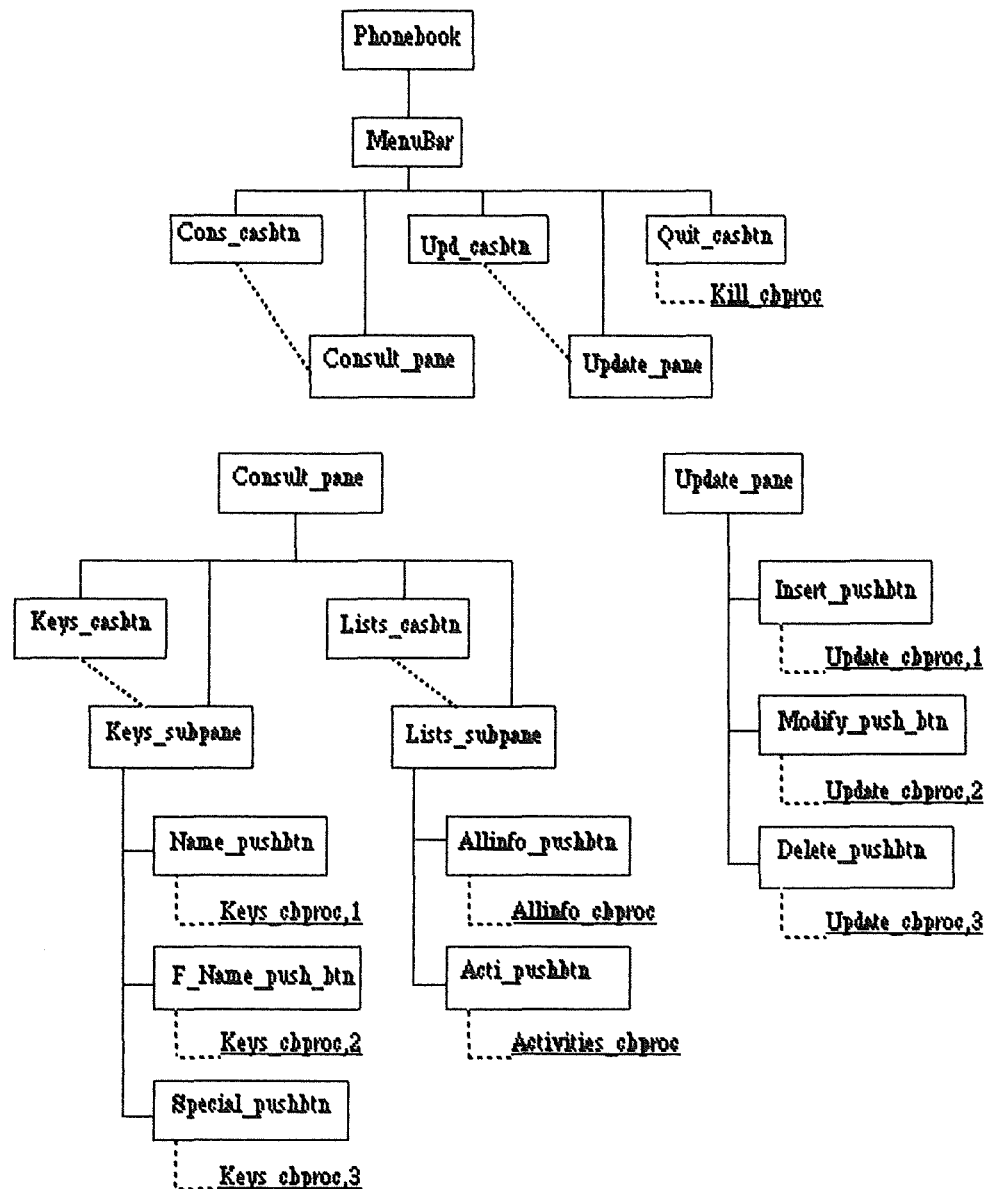 Phonebook
MenuBar
Cons_casbtn
Upd_casbtn
Quit_casbtn
Kill_cbproc
Consult_pane
Update_pane
Consult_pane
Update_pane
Keys_casbtn
Lists_casbtn
Insert_pushbtn
Update_cbproc,1
Keys_subpane
Lists_subpane
Modify_push_btn
Update_cbproc,2
Name_pushbtn
Allinfo_pushbtn
Delete_pushbtn
Keys_cbproc,1
Allinfo_cbproc
Update_cbproc,3
F_Name_push_btn
Acti_pushbtn
Keys_cbproc,2
Activities_cbproc
Special_pushbtn
Keys_cbproc,3